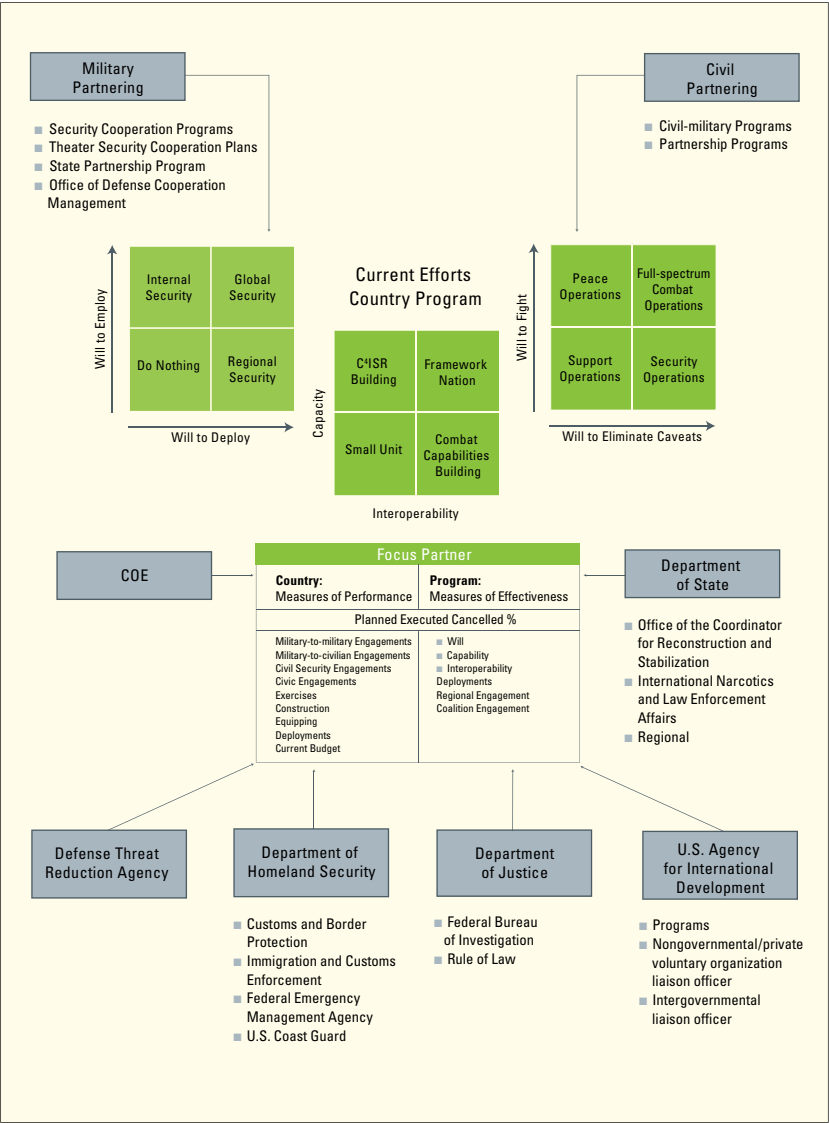 Military
Partnering
Security Cooperation Programs
Theater Security Cooperation Plans
State Partnership Program
Office of Defense Cooperation
Management
Civil
Partnering
Civil-military Programs
Partnership Programs
Will to Employ
Internal
Security
Global
Security
Do Nothing
Regional
Security
Will to Deploy
Current Efforts
Country Program
Capacity
C⁴ISR
Building
Framework
Nation
Small Unit
Combat
Capabilities
Building
Interoperability
Will to Fight
Peace
Operations
Full-spectrum
Combat
Operations
Support
Operations
Security
Operations
Will to Eliminate Caveats
COE
Focus Partner
Country:
Measures of Performance
Program:
Measures of Effectiveness
Planned Executed Cancelled %
Military-to-military Engagements
Military-to-civilian Engagements
Civil Security Engagements
Civic Engagements
Exercises
Construction
Equipping
Deployments
Current Budget
Will
Capability
Interoperability
Deployments
Regional Engagement
Coalition Engagement
Department
of State
Office of the Coordinator
for Reconstruction and
Stabilization
International Narcotics
and Law Enforcement
Affairs
Regional
Defense Threat
Reduction Agency
Department of
Homeland Security
Customs and Border
Protection
Immigration and Customs
Enforcement
Federal Emergency
Management Agency
U.S. Coast Guard
Department
of Justice
Federal Bureau
of Investigation
Rule of Law
U.S. Agency
for International
Development
Programs
Nongovernmental/private
voluntary organization
liaison officer
Intergovernmental
liaison officer